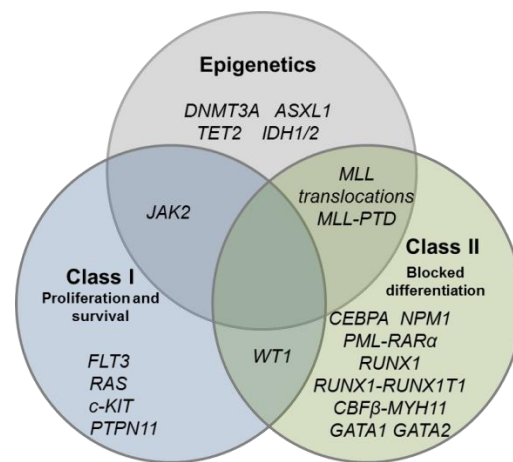 Epigenetics
DNMT3A ASXL1
TET2 IDH1/2
JAK2
MLL
translocations
MLL-PTD
Class I
Proliferation and
survival
FLT3
RAS
c-KIT
PTPN11
WT1
Class II
Blocked
differentiation
CEBPA NPM1
PML-RARα
RUNX1
RUNX1-RUNX1T1
CBFβ-MYH11
GATA1 GATA2